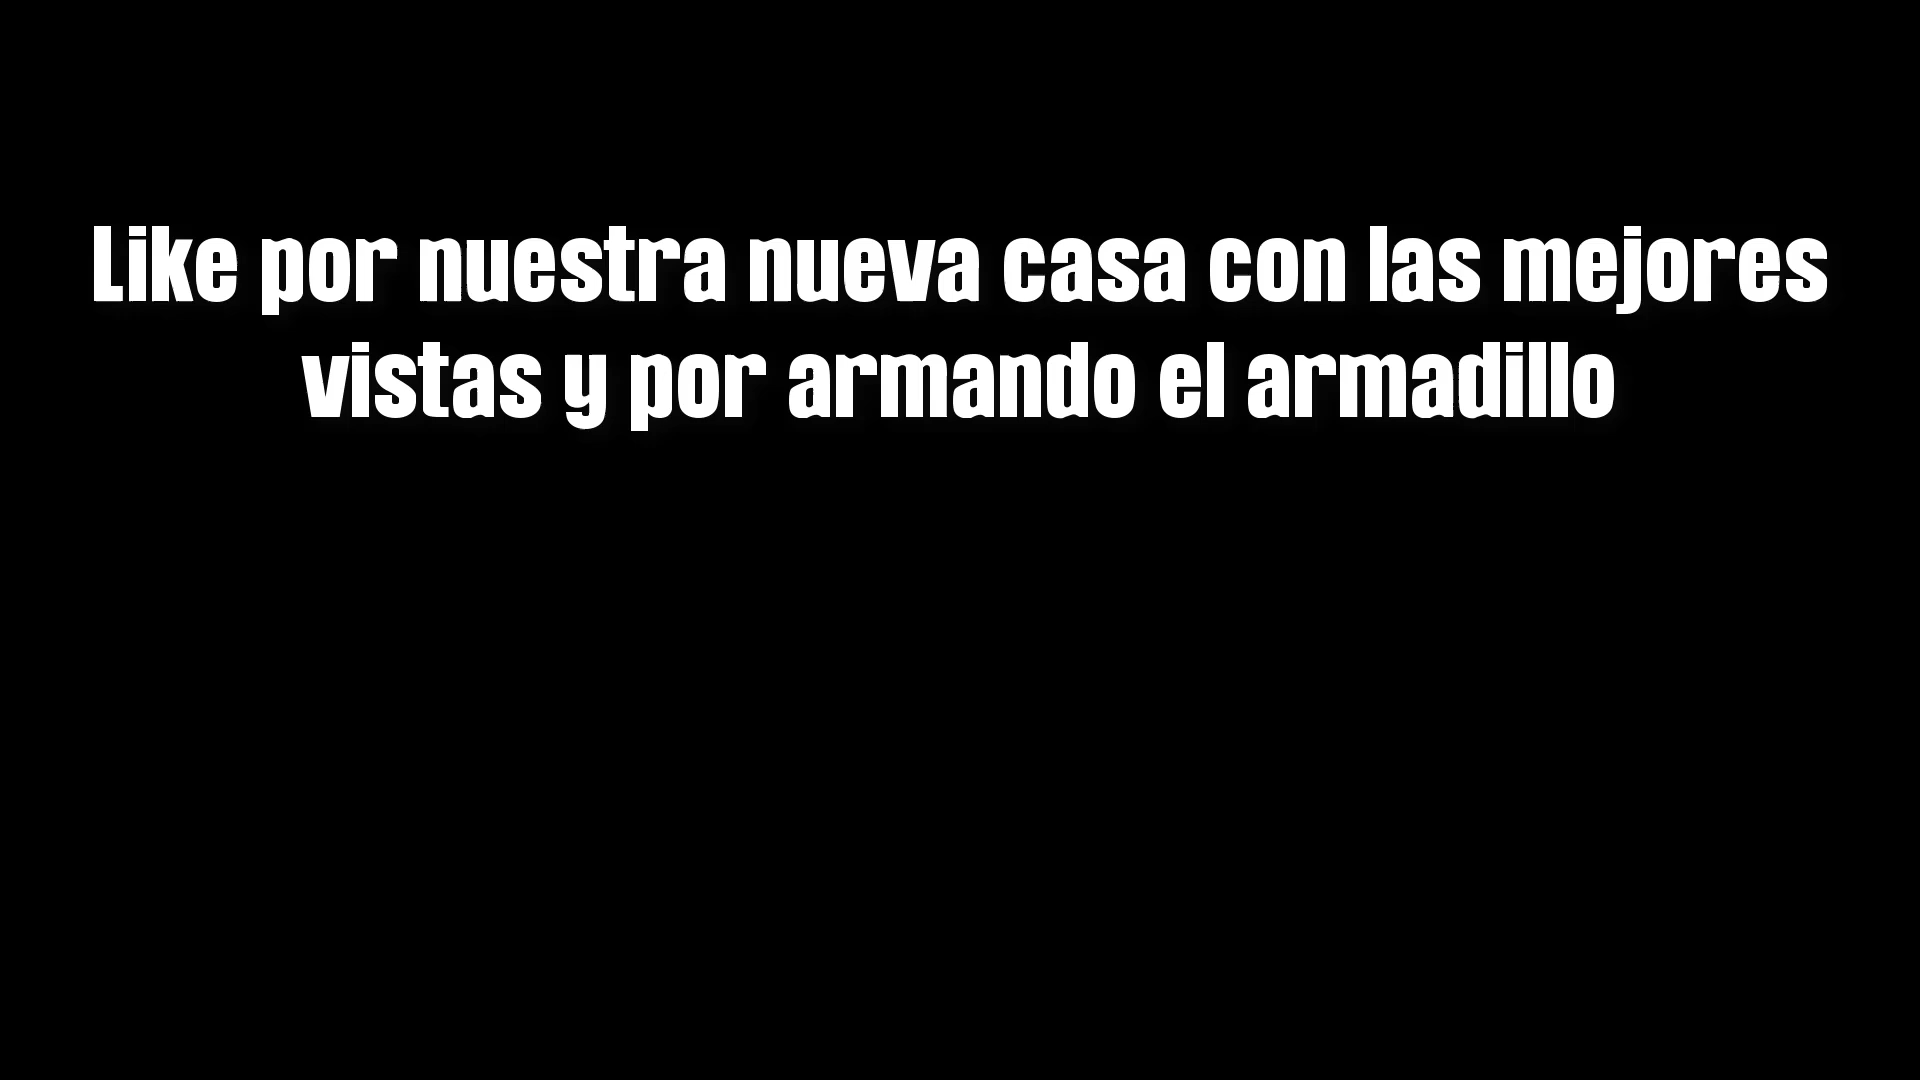 Like por nuestra nueva casa con las mejores
vistas y por armando el armadillo